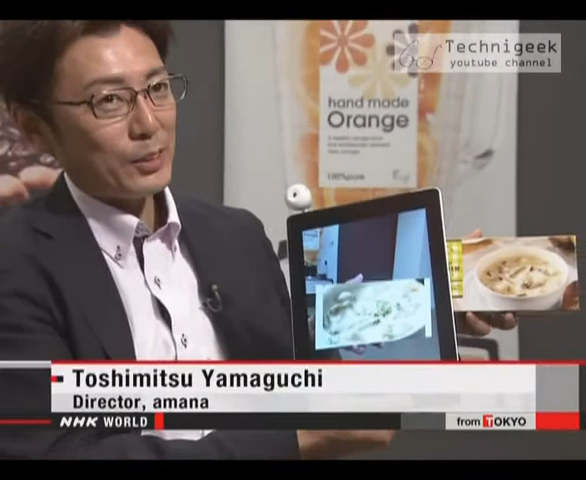 Technigeek
youtube channel
hand made
Orange
100%pure
Toshimitsu Yamaguchi
Director, amana
NHK WORLD
from TOKYO